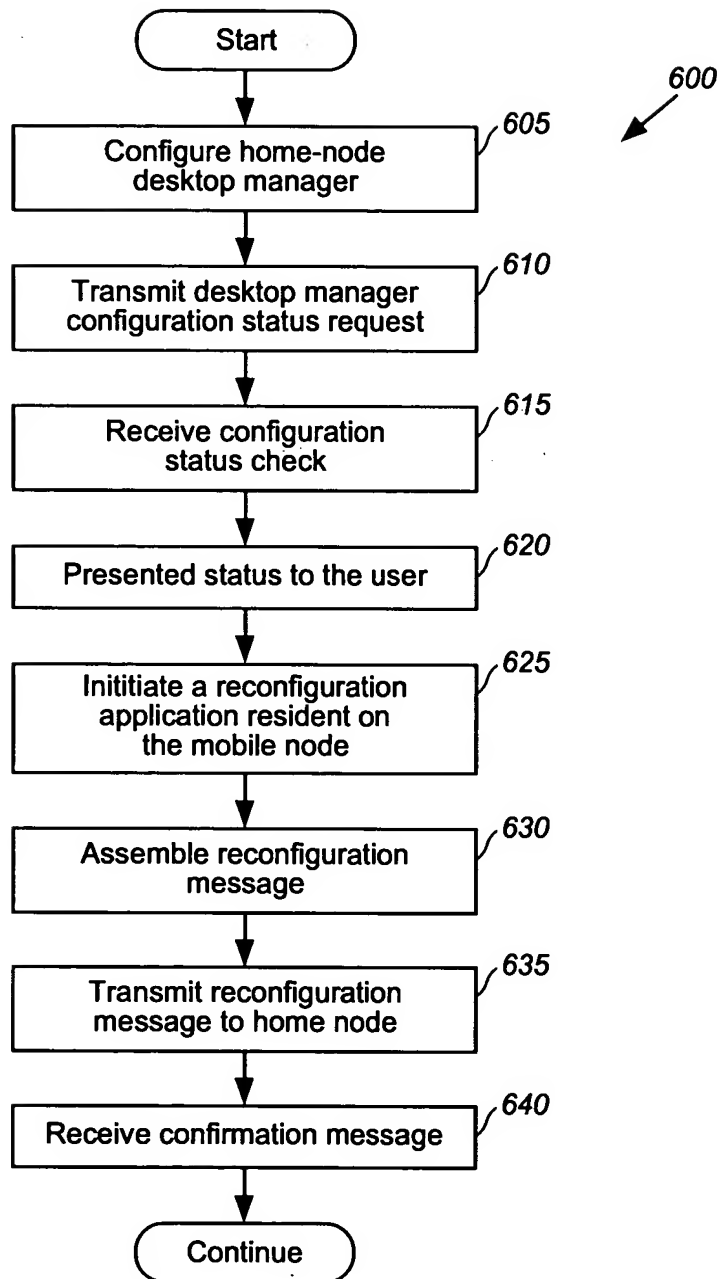 Start
600
605
Configure home-node
desktop manager
610
Transmit desktop manager
configuration status request
615
Receive configuration
status check
620
Presented status to the user
625
Inititiate a reconfiguration
application resident on
the mobile node
630
Assemble reconfiguration
message
635
Transmit reconfiguration
message to home node
640
Receive confirmation message
Continue